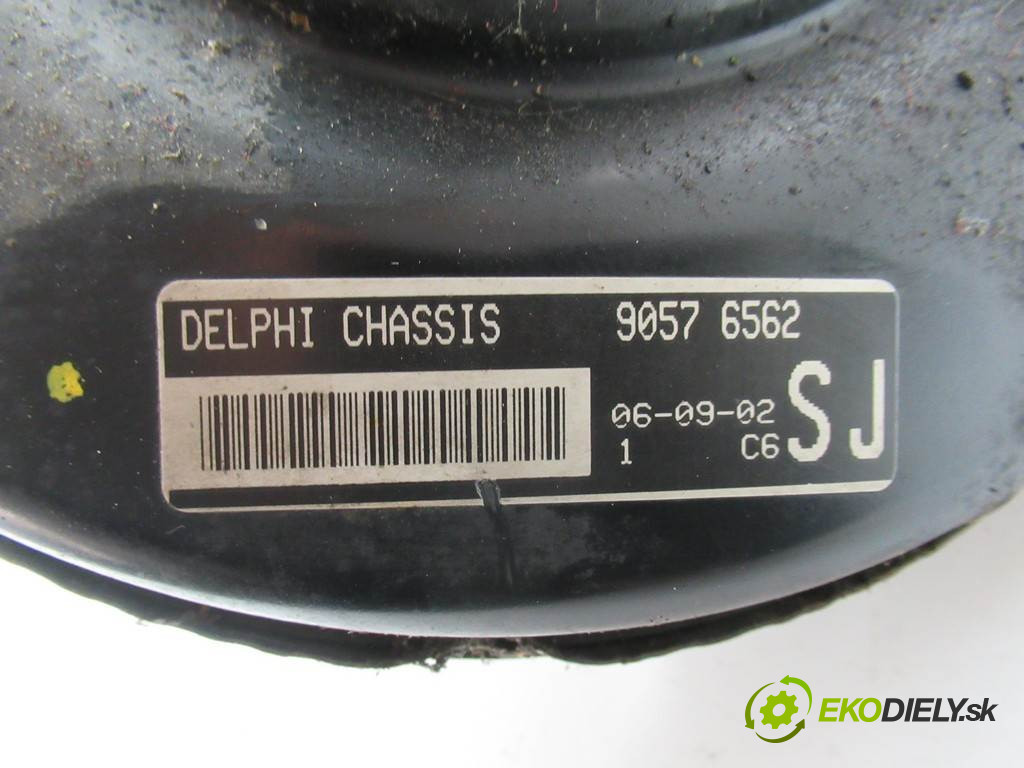 DELPHI CHASSIS 9057 6562
06-09-02 SJ
1 C6
EKODIELY.sk